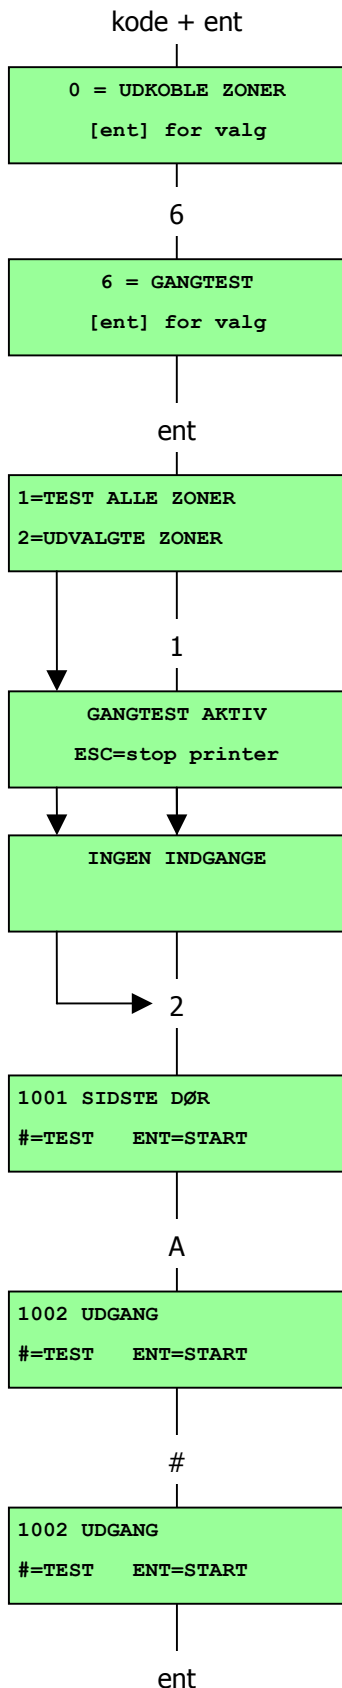 kode + ent
0 = UDKOBLE ZONER
[ent] for valg
6
6 = GANGTEST
[ent] for valg
ent
1=TEST ALLE ZONER
2=UDVALGTE ZONER
1
GANGTEST AKTIV
ESC=stop printer
INGEN INDGANGE
2
1001 SIDSTE DØR
#=TEST   ENT=START
A
1002 UDGANG
#=TEST   ENT=START
#
1002 UDGANG
#=TEST   ENT=START
ent